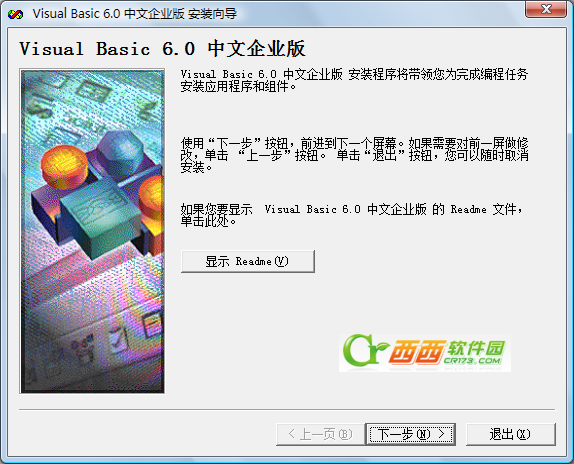 Visual Basic 6.0 中文企业版 安装向导
Visual Basic 6.0 中文企业版
Visual Basic 6.0 中文企业版 安装程序将带领您为完成编程任务
安装应用程序和组件。
使用“下一步”按钮，前进到下一个屏幕。如果需要对前一屏做修
改，单击 “上一步”按钮。 单击“退出”按钮，您可以随时取消
安装。
如果您要显示 Visual Basic 6.0 中文企业版 的 Readme 文件，
单击此处。
显示 Readme(V)
Cr 西西软件园
CR173.COM
< 上一页(B)
下一步(N) >
退出(X)